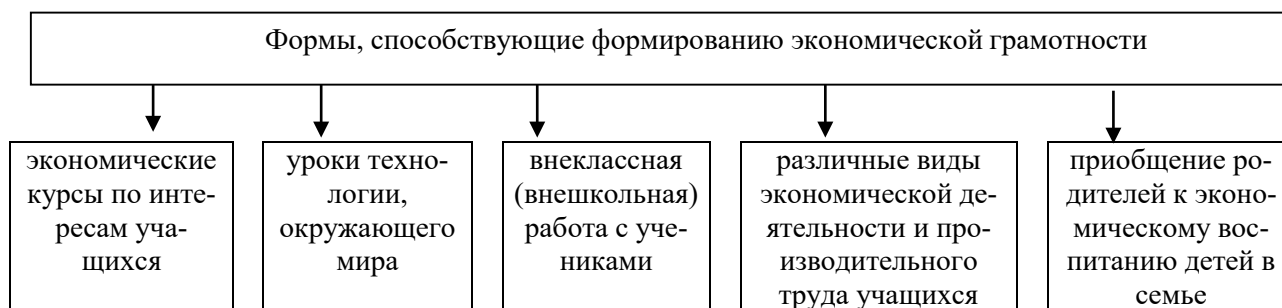 Формы, способствующие формированию экономической грамотности
экономические
курсы по инте-
ресам уча-
щихся
уроки техно-
логии,
окружающего
мира
внеклассная
(внешкольная)
работа с уче-
никами
различные виды
экономической де-
ятельности и про-
изводительного
труда учащихся
приобщение ро-
дителей к эконо-
мическому вос-
питанию детей в
семье